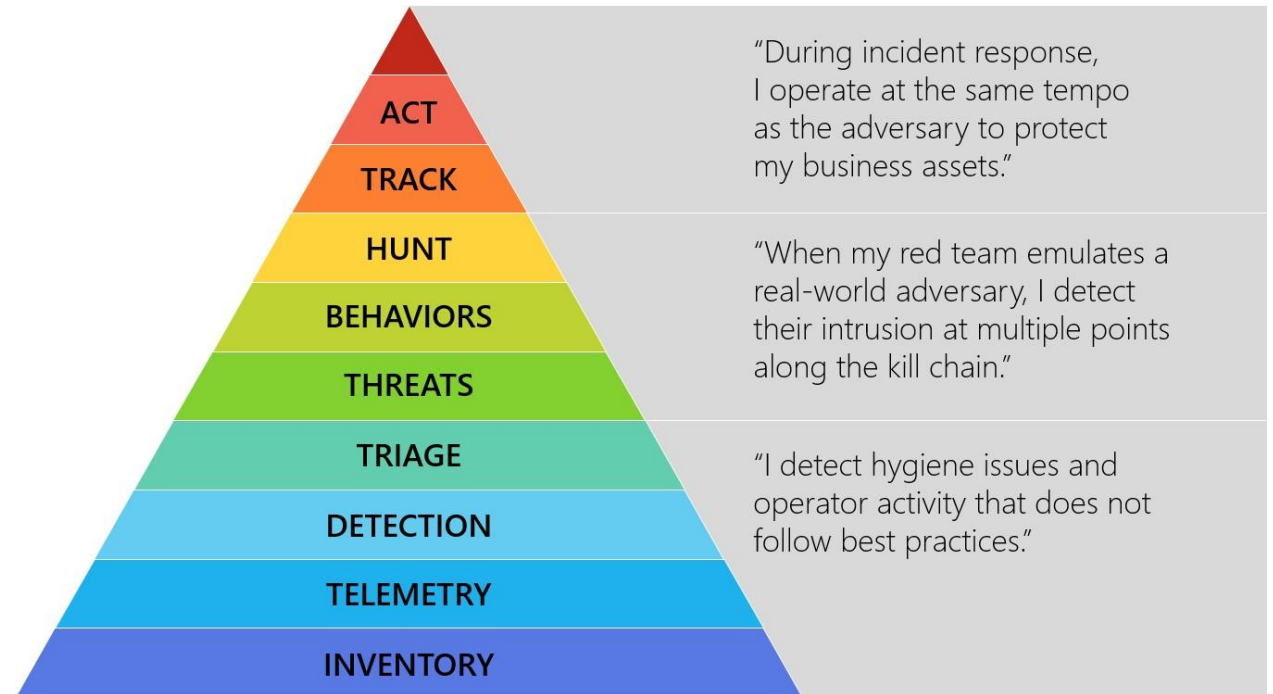 ACT
TRACK
HUNT
BEHAVIORS
THREATS
TRIAGE
DETECTION
TELEMETRY
INVENTORY
“During incident response,
I operate at the same tempo
as the adversary to protect
my business assets.”
“When my red team emulates a
real-world adversary, I detect
their intrusion at multiple points
along the kill chain.”
“I detect hygiene issues and
operator activity that does not
follow best practices.”